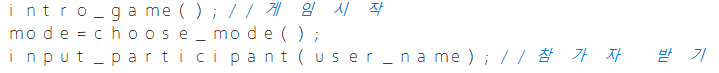 intro_game();//게임시작
mode=choose_mode();
input_participant(user_name);//참가자 받기